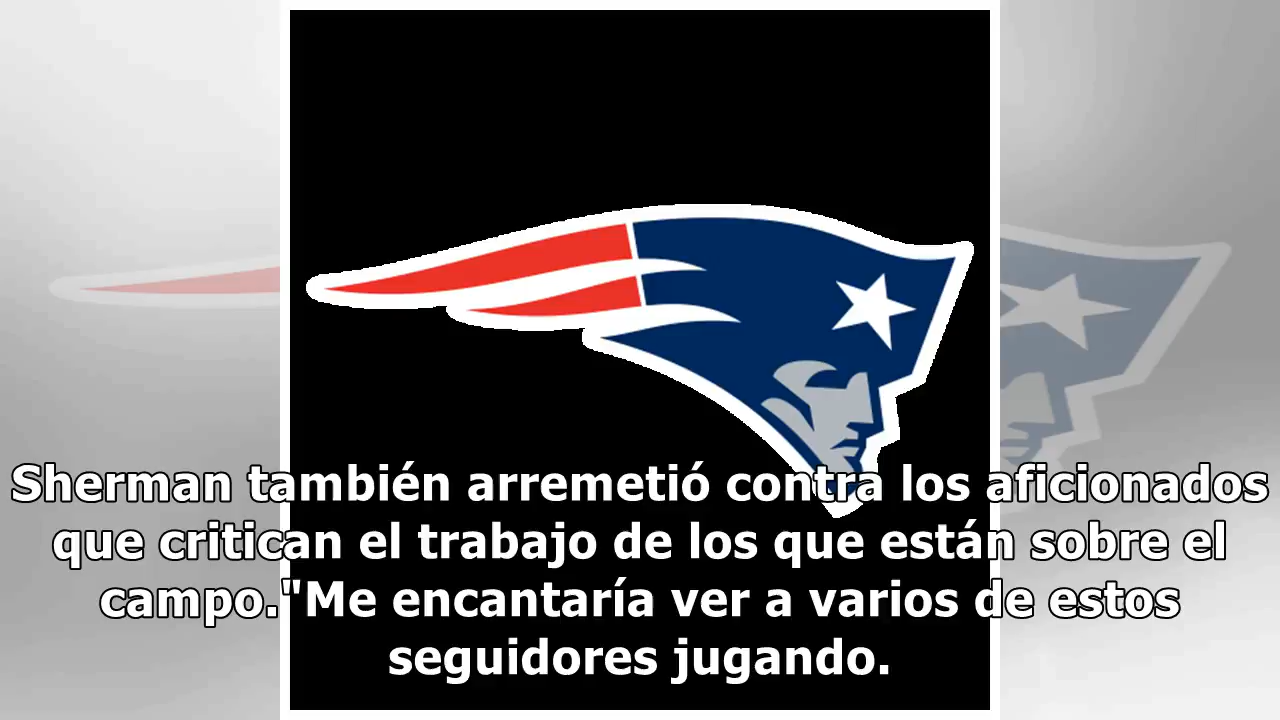 Sherman también arremetió contra los aficionados
que critican el trabajo de los que están sobre el
campo."Me encantaría ver a varios de estos
seguidores jugando.